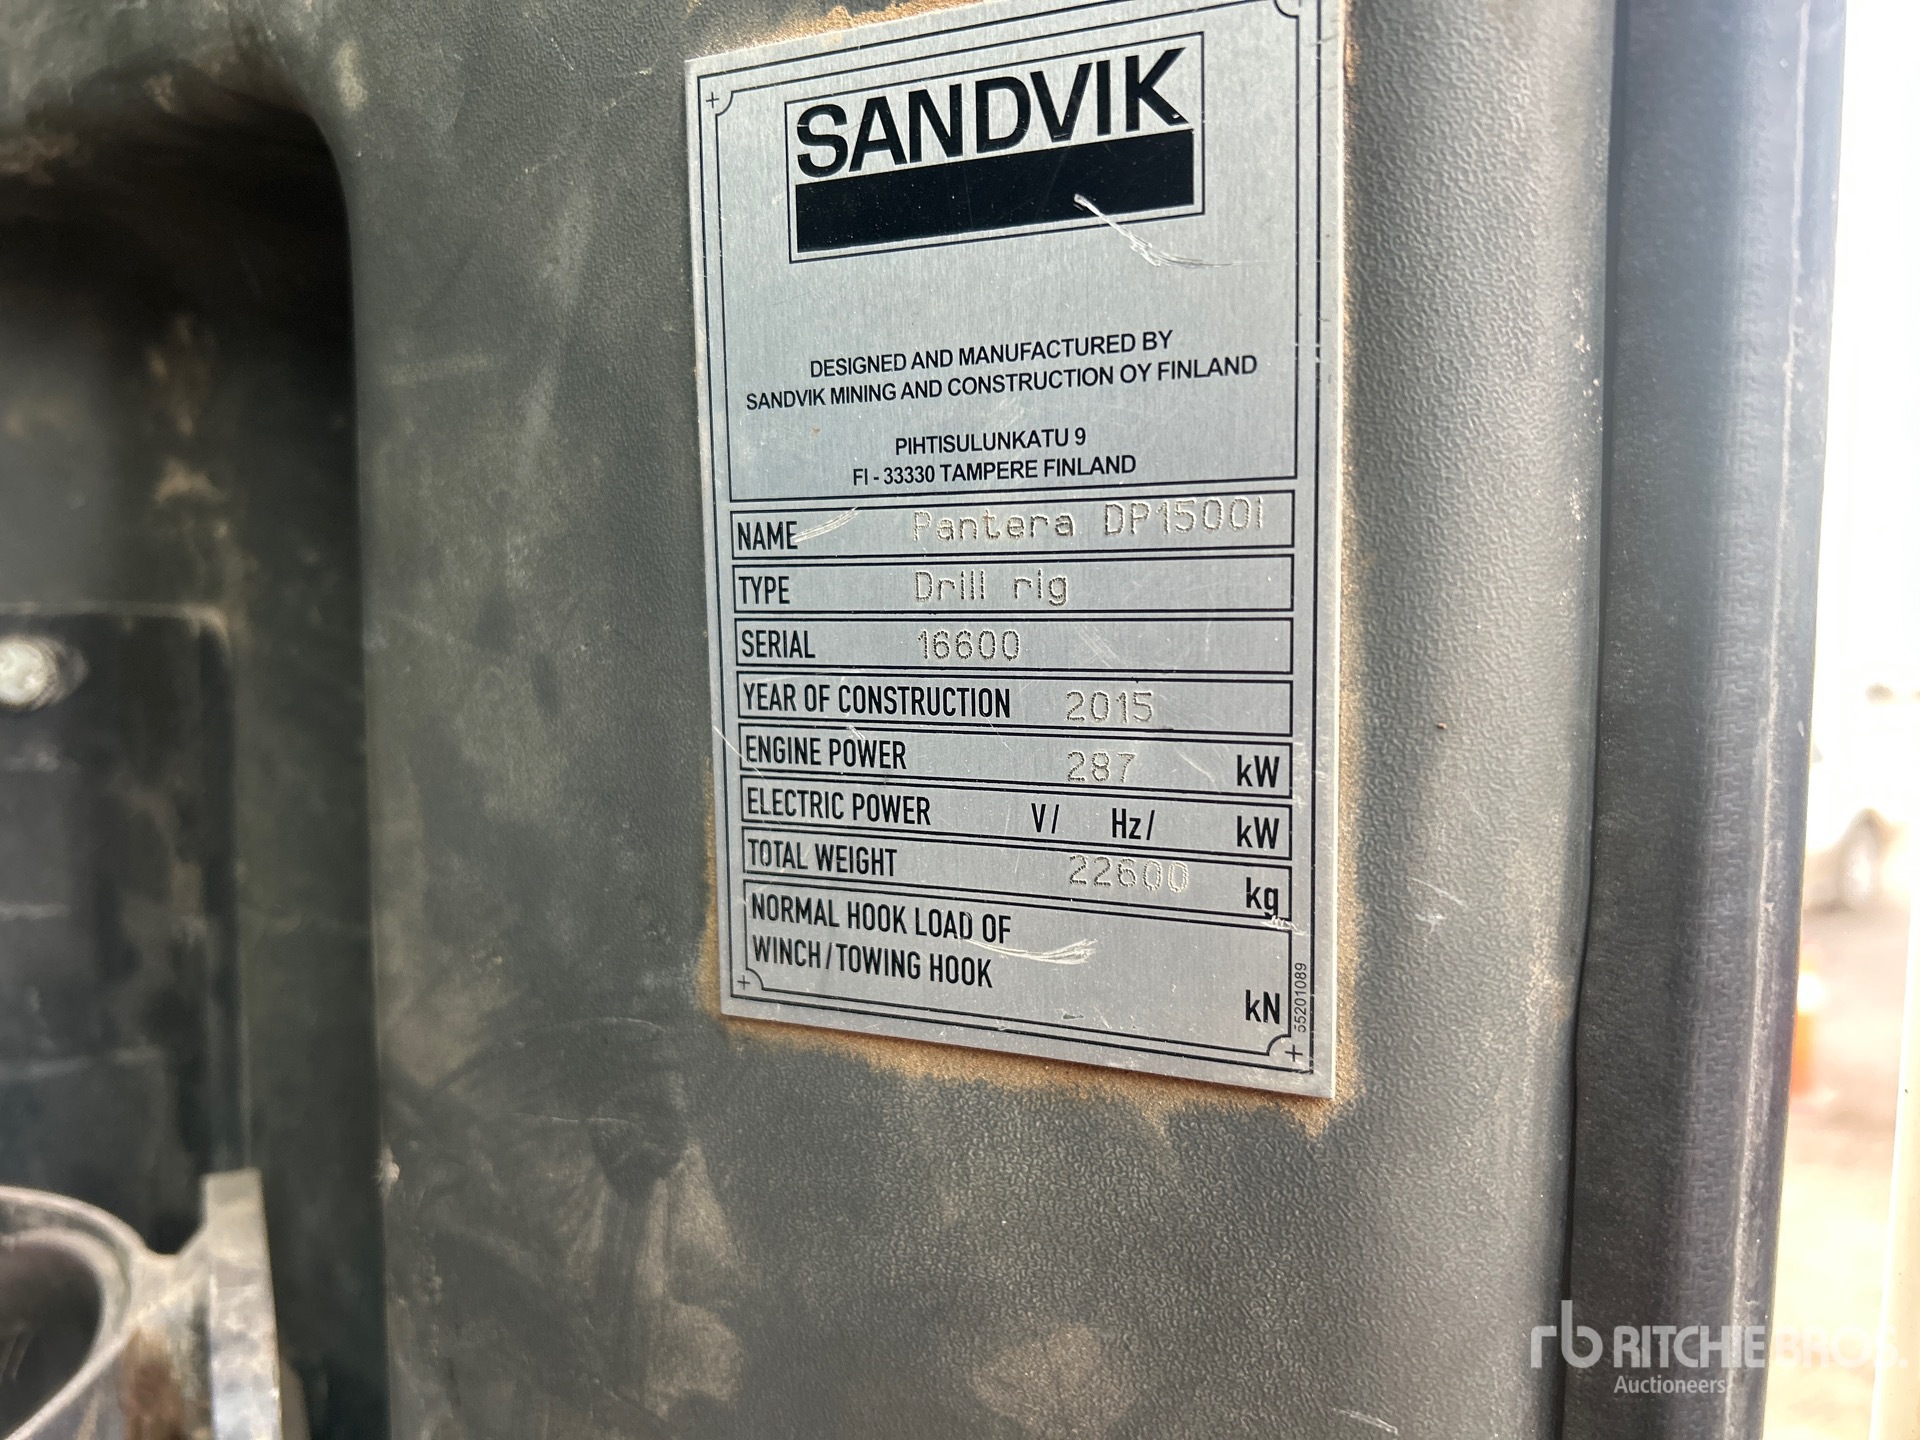 SANDVIK
DESIGNED AND MANUFACTURED BY
SANDVIK MINING AND CONSTRUCTION OY FINLAND
PIHTISULUNKATU 9
FI - 33330 TAMPERE FINLAND
NAME Pantera DP1500i
TYPE Drill rig
SERIAL 16600
YEAR OF CONSTRUCTION 2015
ENGINE POWER 287 kW
ELECTRIC POWER V/ Hz/ kW
TOTAL WEIGHT 22600 kg
NORMAL HOOK LOAD OF
WINCH/TOWING HOOK kN
55201089
rb RITCHIE BROS.
Auctioneers